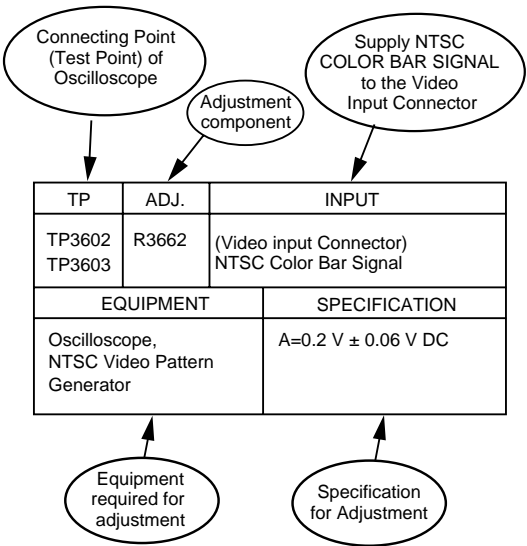 Connecting Point
(Test Point) of
Oscilloscope
Adjustment
component
Supply NTSC
COLOR BAR SIGNAL
to the Video
Input Connector
TP
ADJ.
INPUT
TP3602
TP3603
R3662
(Video input Connector)
NTSC Color Bar Signal
EQUIPMENT
SPECIFICATION
Oscilloscope,
NTSC Video Pattern
Generator
A=0.2 V ± 0.06 V DC
Equipment
required for
adjustment
Specification
for Adjustment